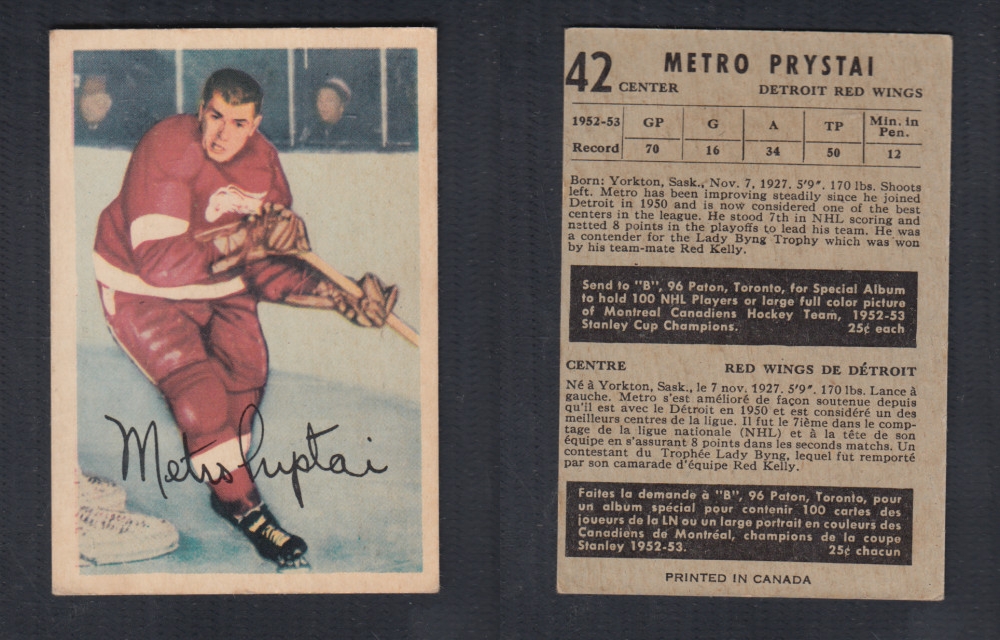 Metro Prystai
42 METRO PRYSTAI
CENTER DETROIT RED WINGS
1952-53 GP G A TP Min. in Pen.
Record 70 16 34 50 12
Born: Yorkton, Sask., Nov. 7, 1927. 5'9". 170 lbs. Shoots
left. Metro has been improving steadily since he joined
Detroit in 1950 and is now considered one of the best
centers in the league. He stood 7th in NHL scoring and
netted 8 points in the playoffs to lead his team. He was
a contender for the Lady Byng Trophy which was won
by his team-mate Red Kelly.
Send to "B", 96 Paton, Toronto, for Special Album
to hold 100 NHL Players or large full color picture
of Montreal Canadiens Hockey Team, 1952-53
Stanley Cup Champions. 25¢ each
CENTRE RED WINGS DE DÉTROIT
Né à Yorkton, Sask., le 7 nov. 1927. 5'9". 170 lbs. Lance à
gauche. Metro s'est amélioré de façon soutenue depuis
qu'il est avec le Détroit en 1950 et est considéré un des
meilleurs centres de la ligue. Il fut le 7ième dans le comp-
tage de la ligue nationale (NHL) et à la tête de son
équipe en s'assurant 8 points dans les seconds matchs. Un
contestant du Trophée Lady Byng, lequel fut remporté
par son camarade d'équipe Red Kelly.
Faites la demande à "B", 96 Paton, Toronto, pour
un album spécial pour contenir 100 cartes des
joueurs de la LN ou un large portrait en couleurs des
Canadiens de Montréal, champions de la coupe
Stanley 1952-53. 25¢ chacun
PRINTED IN CANADA